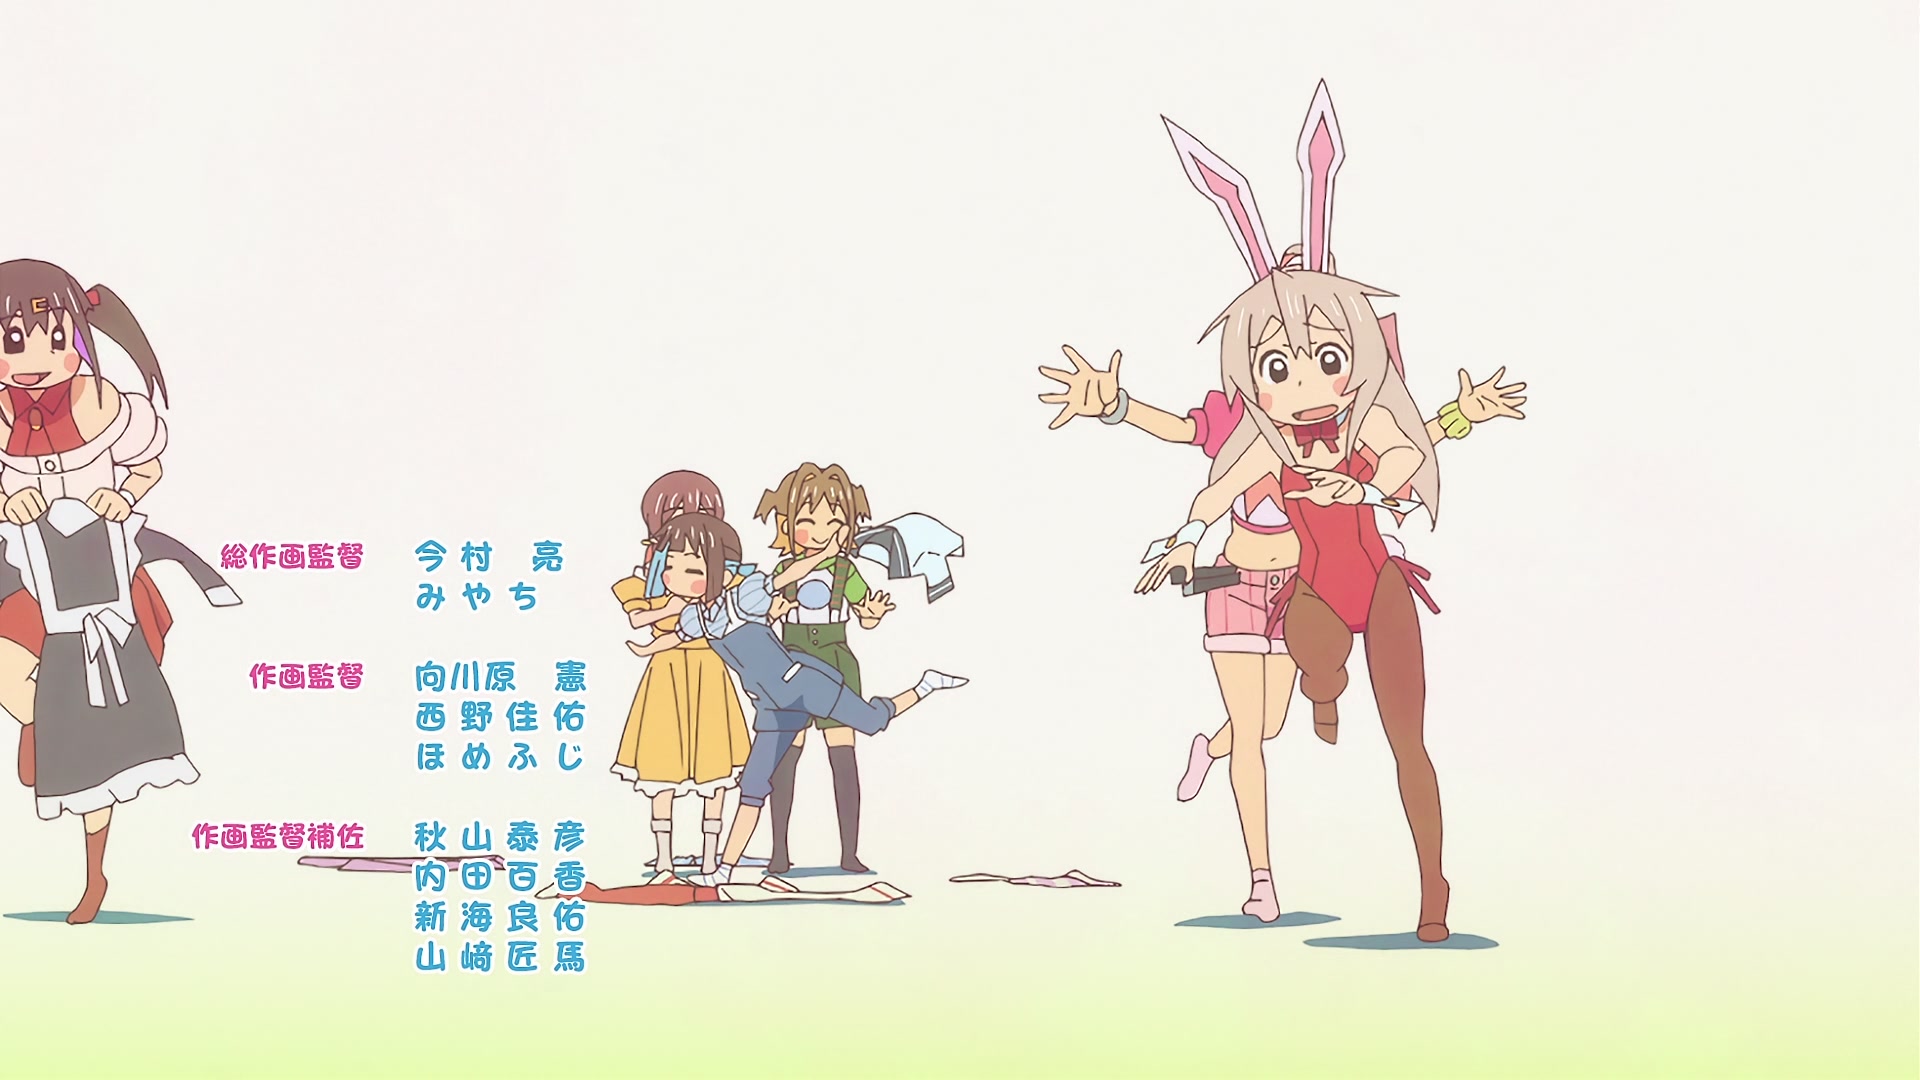 総作画監督 今村 亮
みやち
作画監督 向川原 憲
西野佳佑
ほめふじ
作画監督補佐 秋山泰彦
内田百香
新海良佑
山﨑匠馬